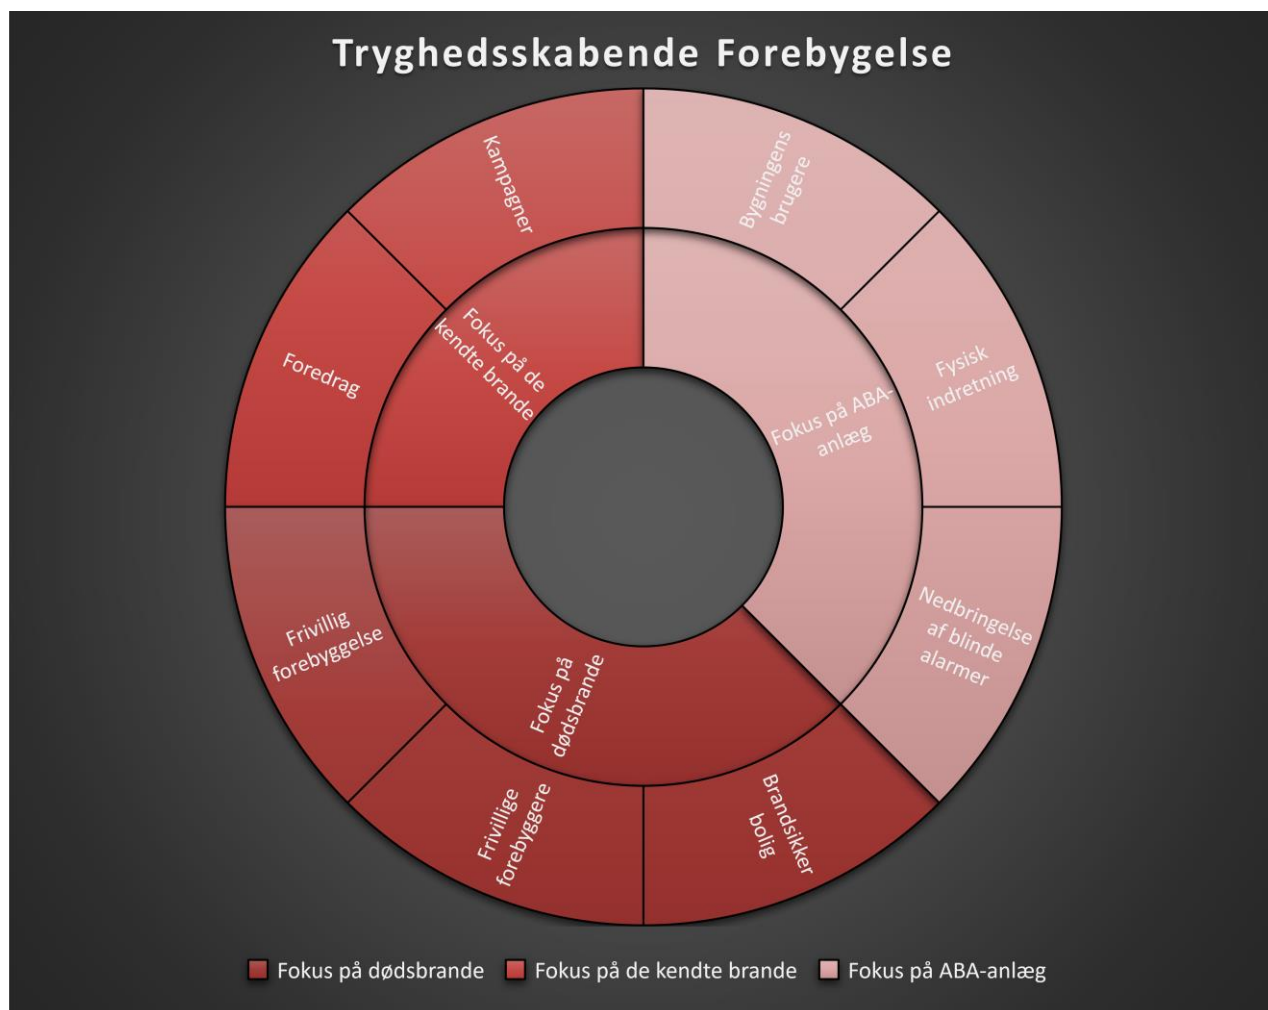 Tryghedsskabende Forebygelse
Kampagner
Bygningens
brugere
Foredrag
Fokus på de
kendte brande
Fysisk
indretning
Fokus på ABA-
anlæg
Frivillig
forebyggelse
Fokus på
dødsbrande
Nedbringelse
af blinde
alarmer
Frivillige
forebyggere
Brandsikker
bolig
Fokus på dødsbrande
Fokus på de kendte brande
Fokus på ABA-anlæg